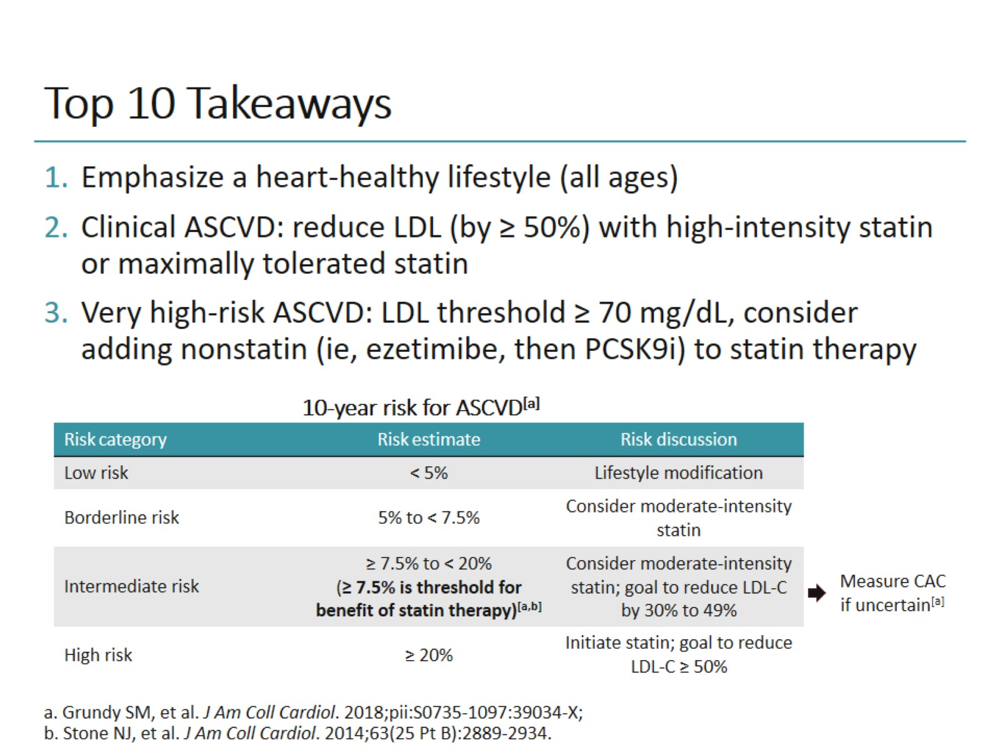 Top 10 Takeaways
1. Emphasize a heart-healthy lifestyle (all ages)
2. Clinical ASCVD: reduce LDL (by ≥ 50%) with high-intensity statin
or maximally tolerated statin
3. Very high-risk ASCVD: LDL threshold ≥ 70 mg/dL, consider
adding nonstatin (ie, ezetimibe, then PCSK9i) to statin therapy
10-year risk for ASCVD[a]
Risk category Risk estimate Risk discussion
Low risk < 5% Lifestyle modification
Borderline risk 5% to < 7.5% Consider moderate-intensity
statin
Intermediate risk ≥ 7.5% to < 20%
(≥ 7.5% is threshold for
benefit of statin therapy)[a,b]
Consider moderate-intensity
statin; goal to reduce LDL-C
by 30% to 49%
Measure CAC
if uncertain[a]
High risk ≥ 20% Initiate statin; goal to reduce
LDL-C ≥ 50%
a. Grundy SM, et al. J Am Coll Cardiol. 2018;pii:S0735-1097:39034-X;
b. Stone NJ, et al. J Am Coll Cardiol. 2014;63(25 Pt B):2889-2934.